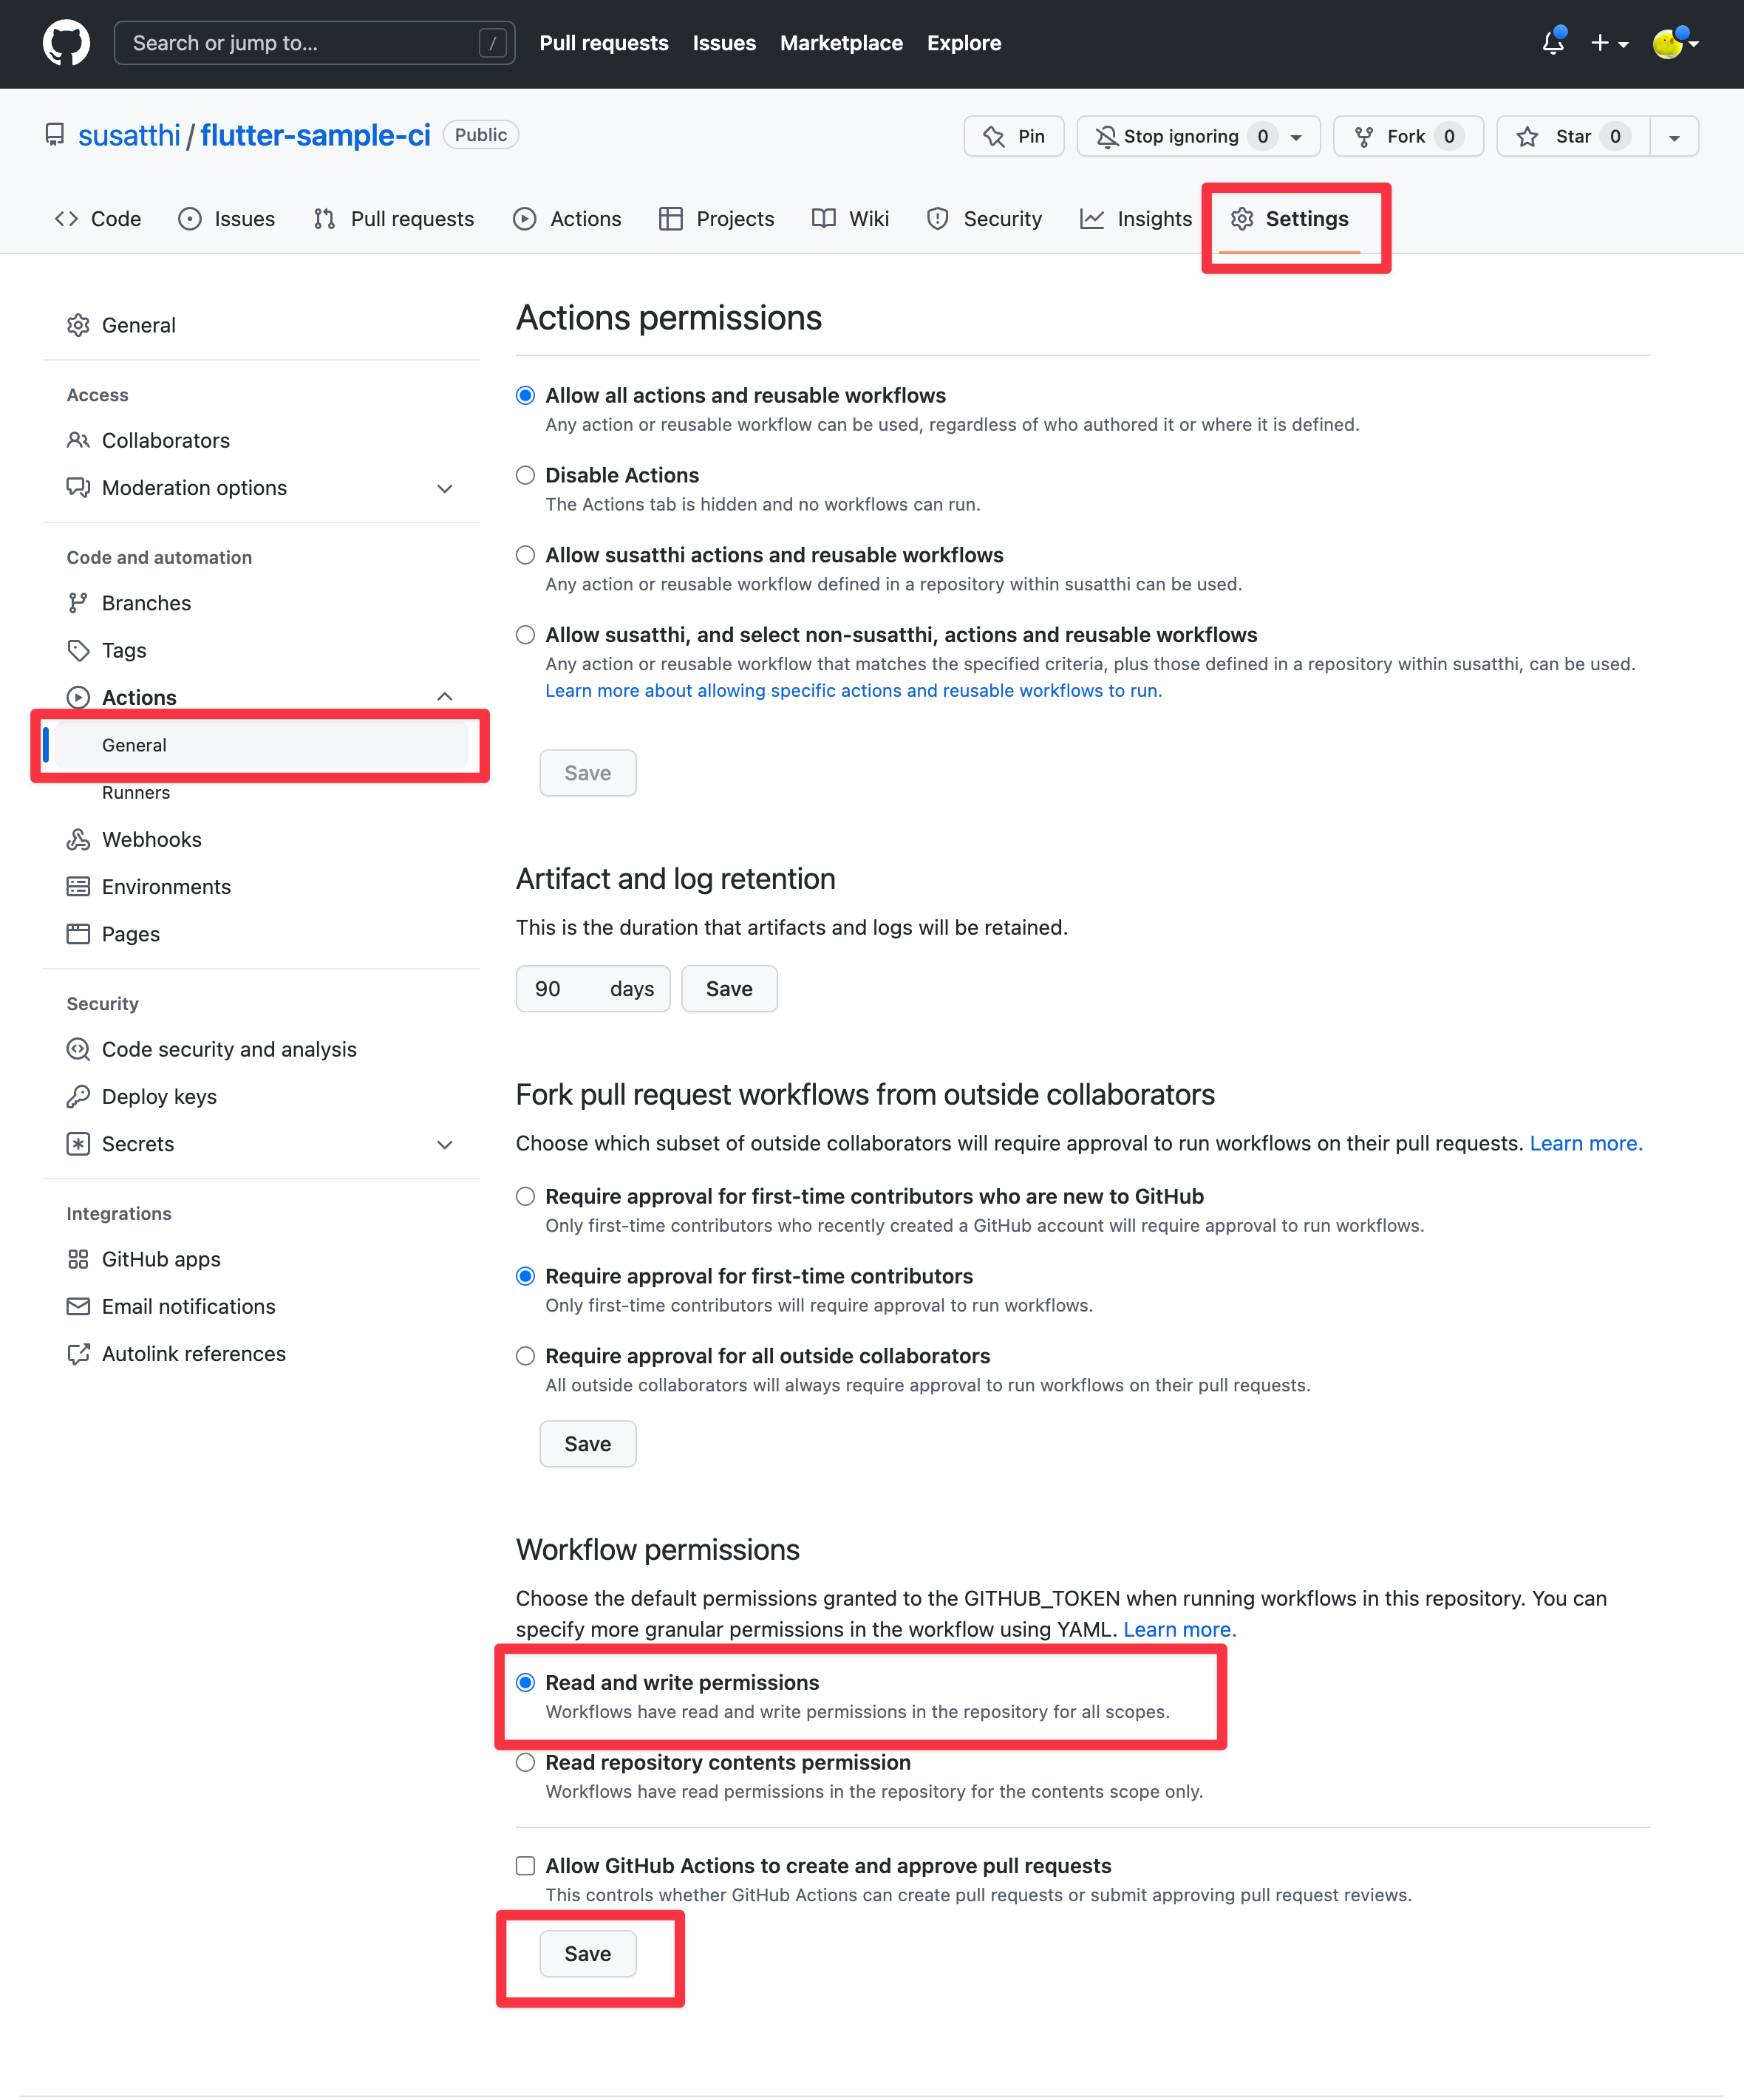 Search or jump to...
/
Pull requests
Issues
Marketplace
Explore
susatthi / flutter-sample-ci
Public
Pin
Stop ignoring 0
Fork 0
Star 0
Code
Issues
Pull requests
Actions
Projects
Wiki
Security
Insights
Settings
General
Access
Collaborators
Moderation options
Code and automation
Branches
Tags
Actions
General
Runners
Webhooks
Environments
Pages
Security
Code security and analysis
Deploy keys
Secrets
Integrations
GitHub apps
Email notifications
Autolink references
Actions permissions
Allow all actions and reusable workflows
Any action or reusable workflow can be used, regardless of who authored it or where it is defined.
Disable Actions
The Actions tab is hidden and no workflows can run.
Allow susatthi actions and reusable workflows
Any action or reusable workflow defined in a repository within susatthi can be used.
Allow susatthi, and select non-susatthi, actions and reusable workflows
Any action or reusable workflow that matches the specified criteria, plus those defined in a repository within susatthi, can be used.
Learn more about allowing specific actions and reusable workflows to run.
Save
Artifact and log retention
This is the duration that artifacts and logs will be retained.
90 days
Save
Fork pull request workflows from outside collaborators
Choose which subset of outside collaborators will require approval to run workflows on their pull requests. Learn more.
Require approval for first-time contributors who are new to GitHub
Only first-time contributors who recently created a GitHub account will require approval to run workflows.
Require approval for first-time contributors
Only first-time contributors will require approval to run workflows.
Require approval for all outside collaborators
All outside collaborators will always require approval to run workflows on their pull requests.
Save
Workflow permissions
Choose the default permissions granted to the GITHUB_TOKEN when running workflows in this repository. You can
specify more granular permissions in the workflow using YAML. Learn more.
Read and write permissions
Workflows have read and write permissions in the repository for all scopes.
Read repository contents permission
Workflows have read permissions in the repository for the contents scope only.
Allow GitHub Actions to create and approve pull requests
This controls whether GitHub Actions can create pull requests or submit approving pull request reviews.
Save